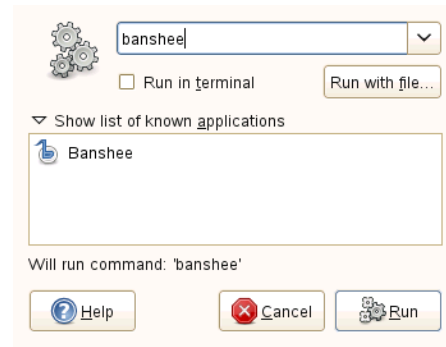 banshee
Run in terminal
Run with file...
Show list of known applications
Banshee
Will run command: 'banshee'
Help
Cancel
Run